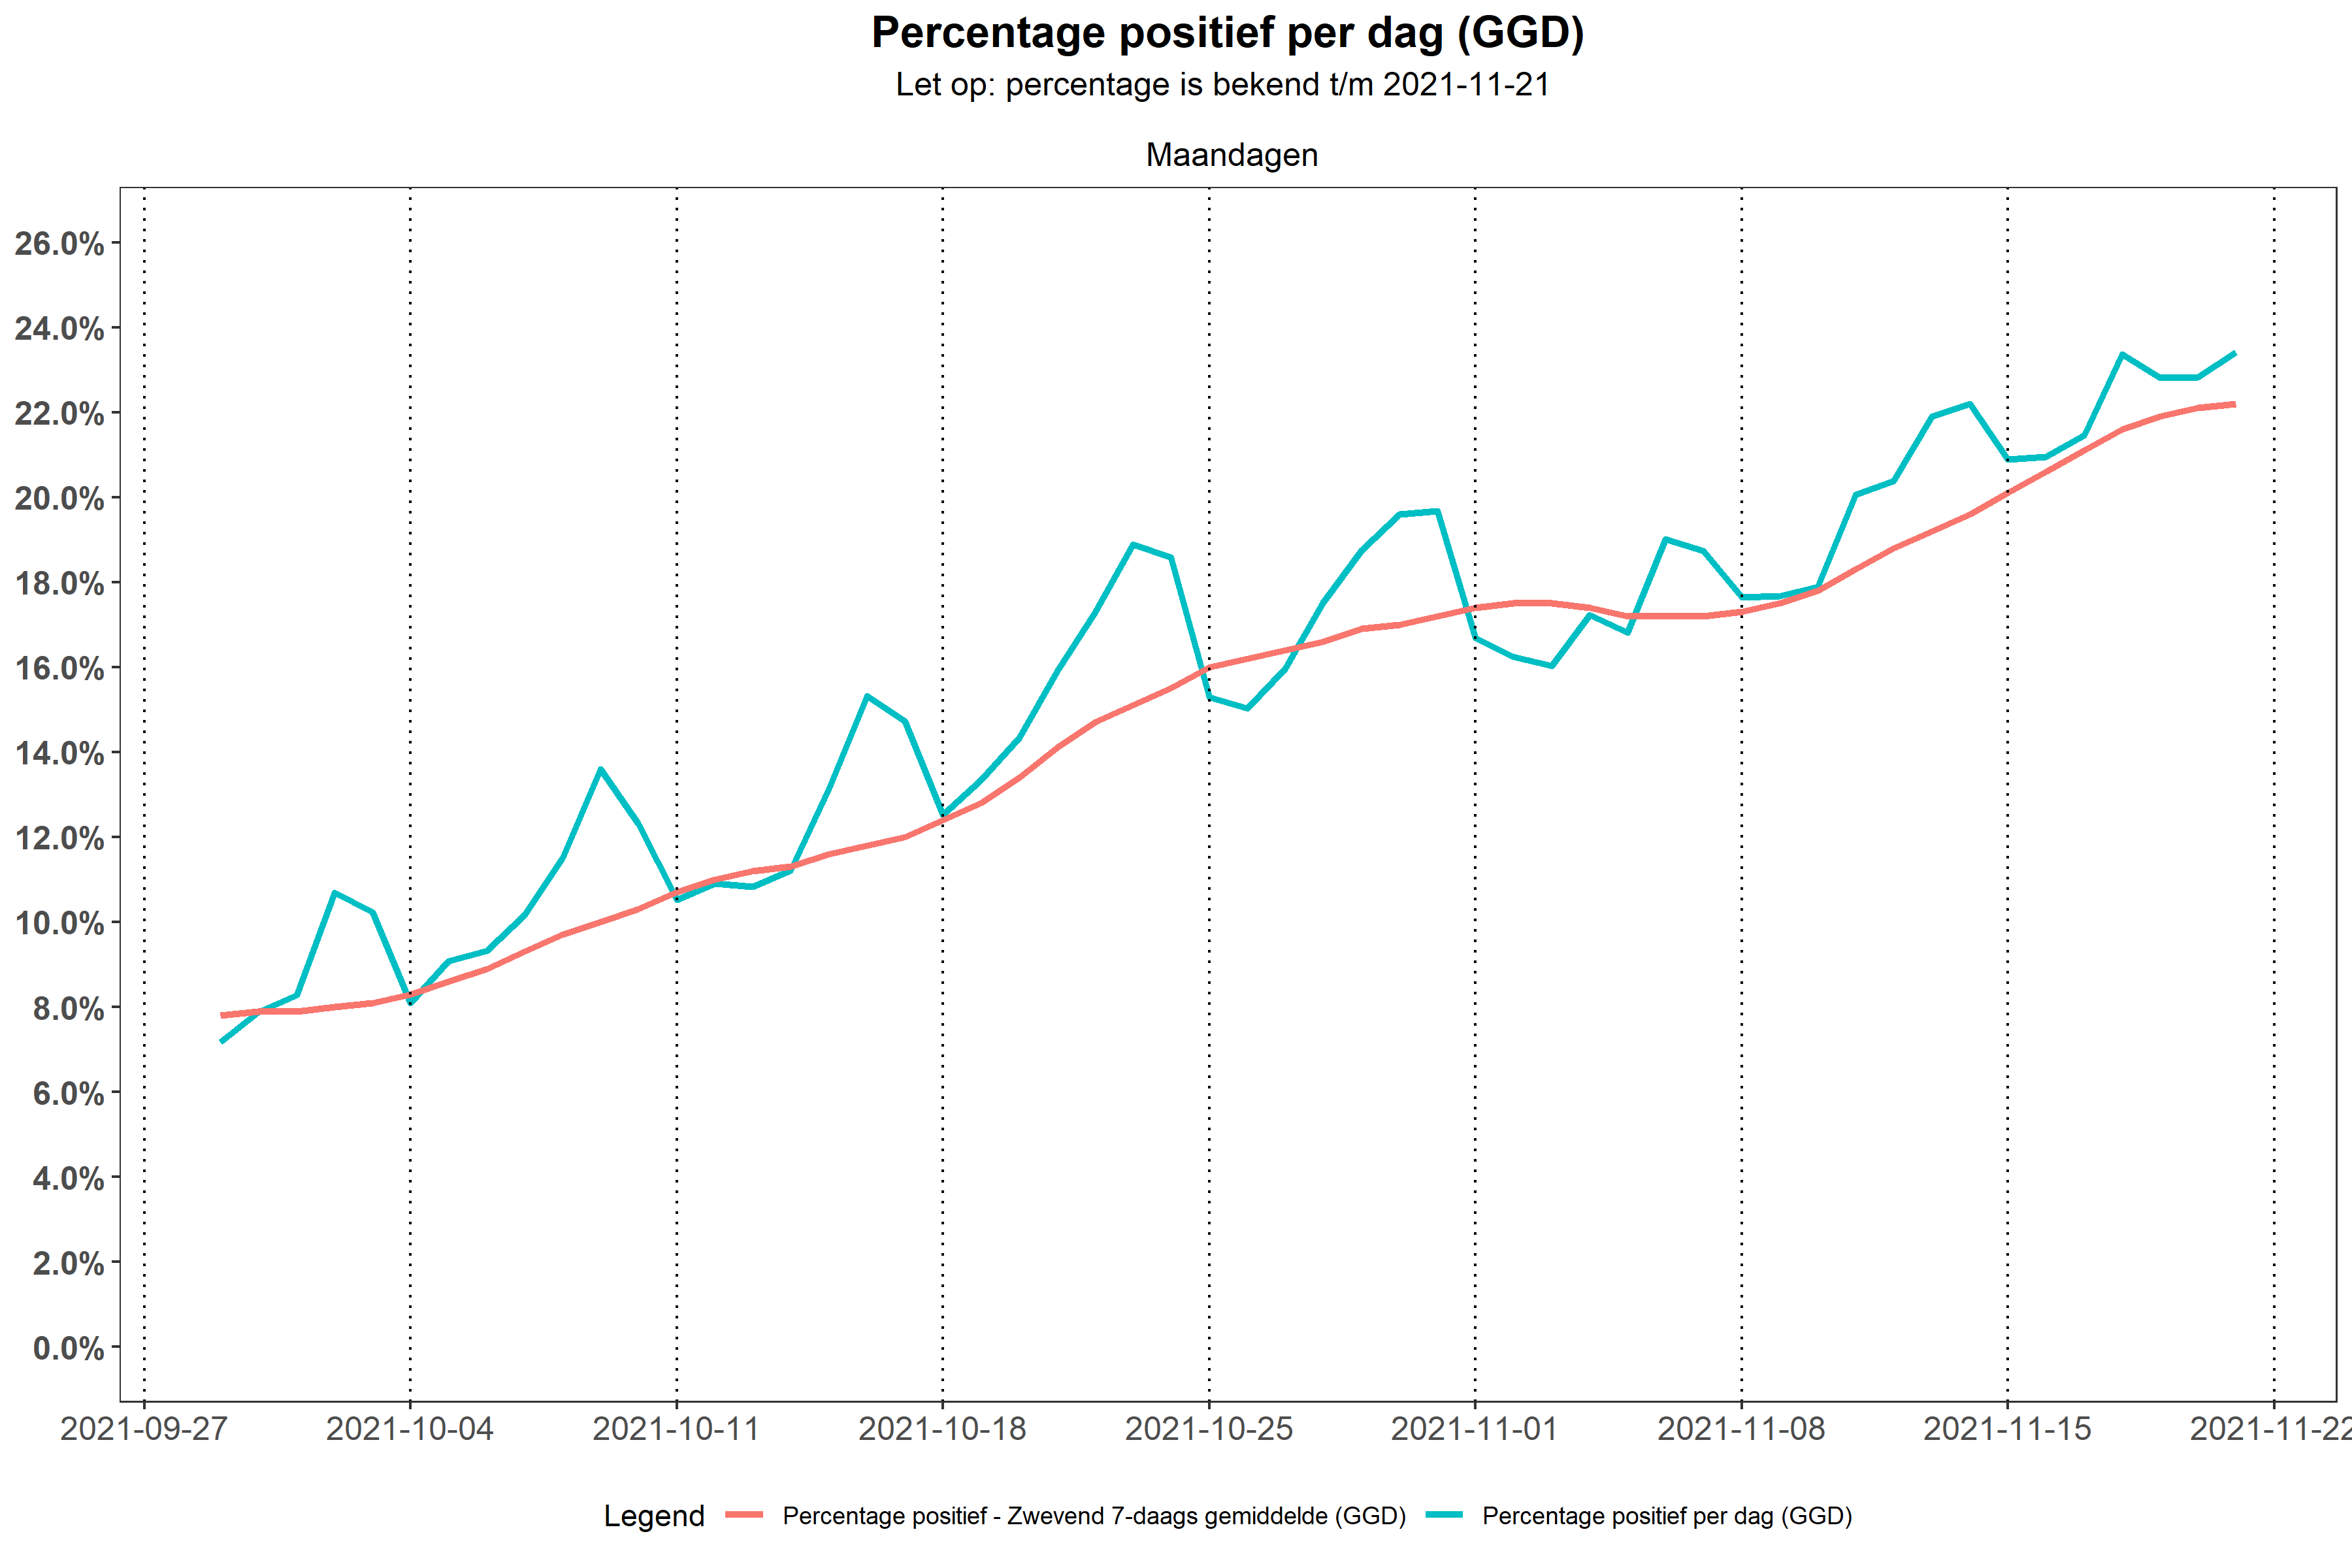 Percentage positief per dag (GGD)
Let op: percentage is bekend t/m 2021-11-21
Maandagen
26.0%
24.0%
22.0%
20.0%
18.0%
16.0%
14.0%
12.0%
10.0%
8.0%
6.0%
4.0%
2.0%
0.0%
2021-09-27 2021-10-04 2021-10-11 2021-10-18 2021-10-25 2021-11-01 2021-11-08 2021-11-15 2021-11-22
Legend Percentage positief - Zwevend 7-daags gemiddelde (GGD) Percentage positief per dag (GGD)